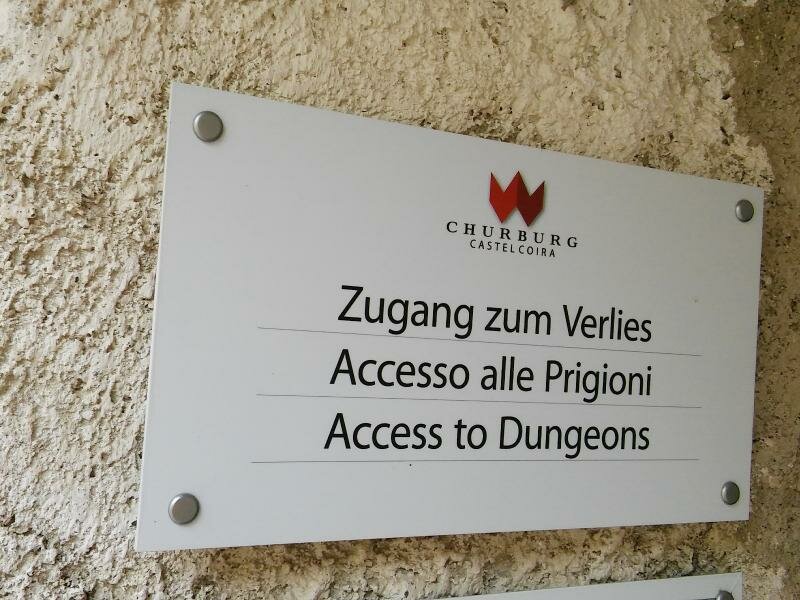 CHURBURG
CASTELCOIRA
Zugang zum Verlies
Accesso alle Prigioni
Access to Dungeons